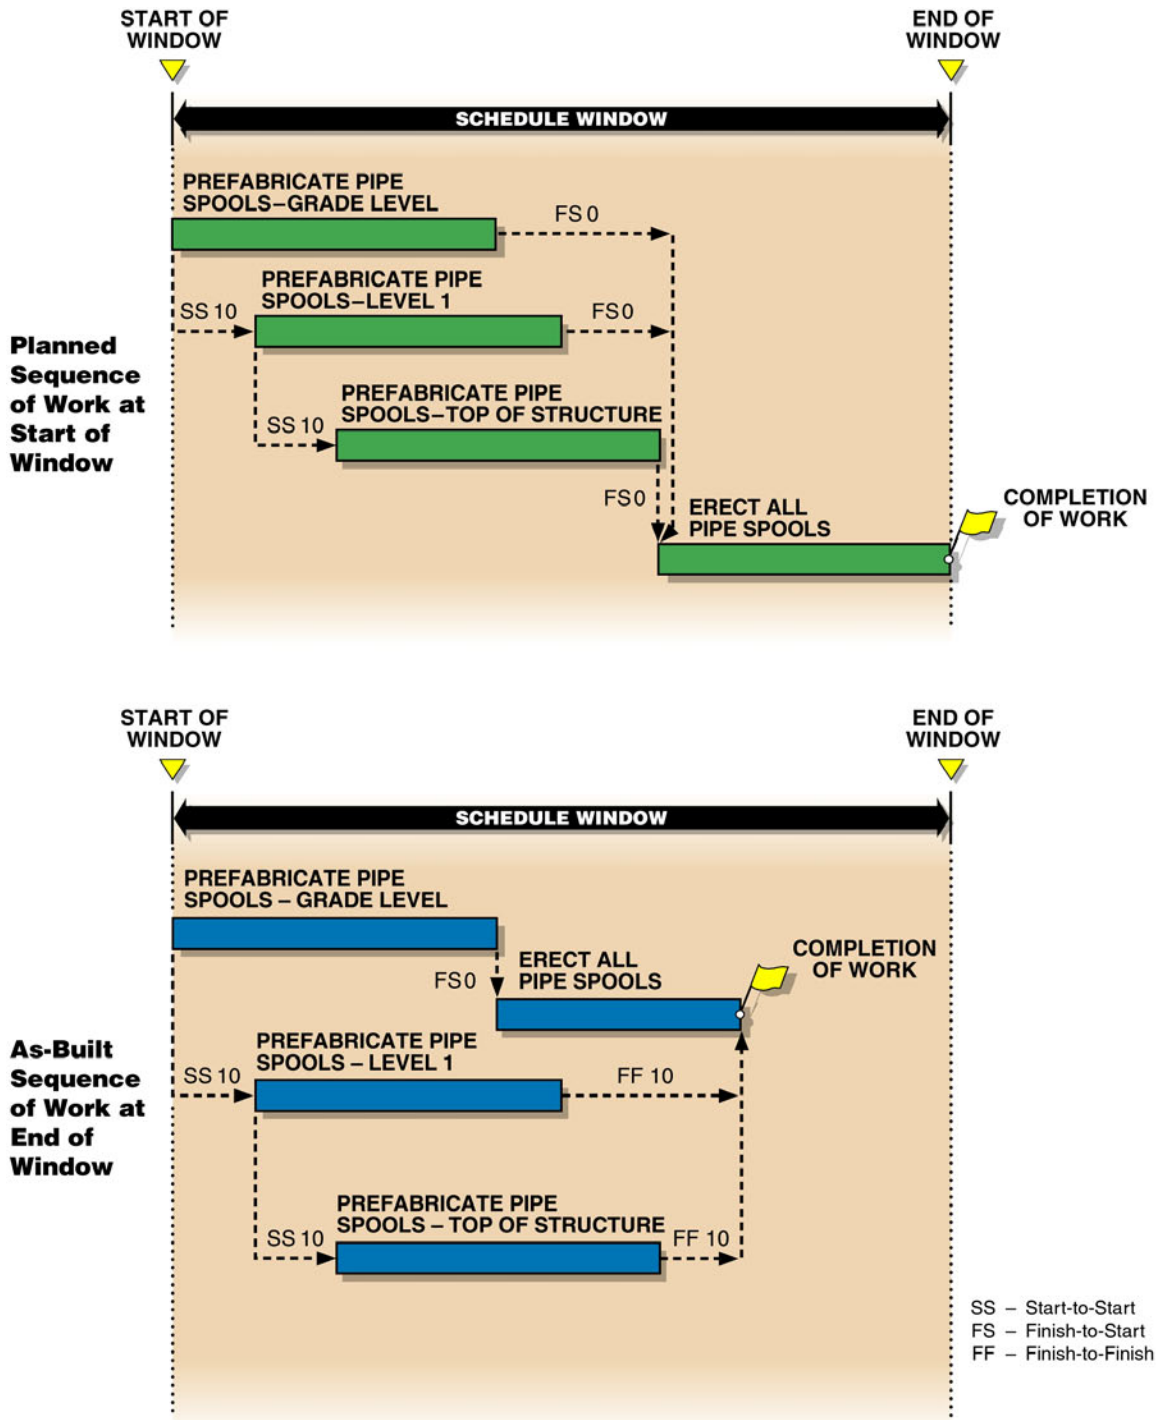 START OF
WINDOW
END OF
WINDOW
SCHEDULE WINDOW
PREFABRICATE PIPE
SPOOLS–GRADE LEVEL
FS 0
PREFABRICATE PIPE
SPOOLS–LEVEL 1
SS 10
FS 0
Planned
Sequence
of Work at
Start of
Window
PREFABRICATE PIPE
SPOOLS–TOP OF STRUCTURE
SS 10
FS 0
ERECT ALL
PIPE SPOOLS
COMPLETION
OF WORK
START OF
WINDOW
END OF
WINDOW
SCHEDULE WINDOW
PREFABRICATE PIPE
SPOOLS – GRADE LEVEL
FS 0
ERECT ALL
PIPE SPOOLS
COMPLETION
OF WORK
As-Built
Sequence
of Work at
End of
Window
PREFABRICATE PIPE
SPOOLS – LEVEL 1
SS 10
FF 10
PREFABRICATE PIPE
SPOOLS – TOP OF STRUCTURE
SS 10
FF 10
SS – Start-to-Start
FS – Finish-to-Start
FF – Finish-to-Finish